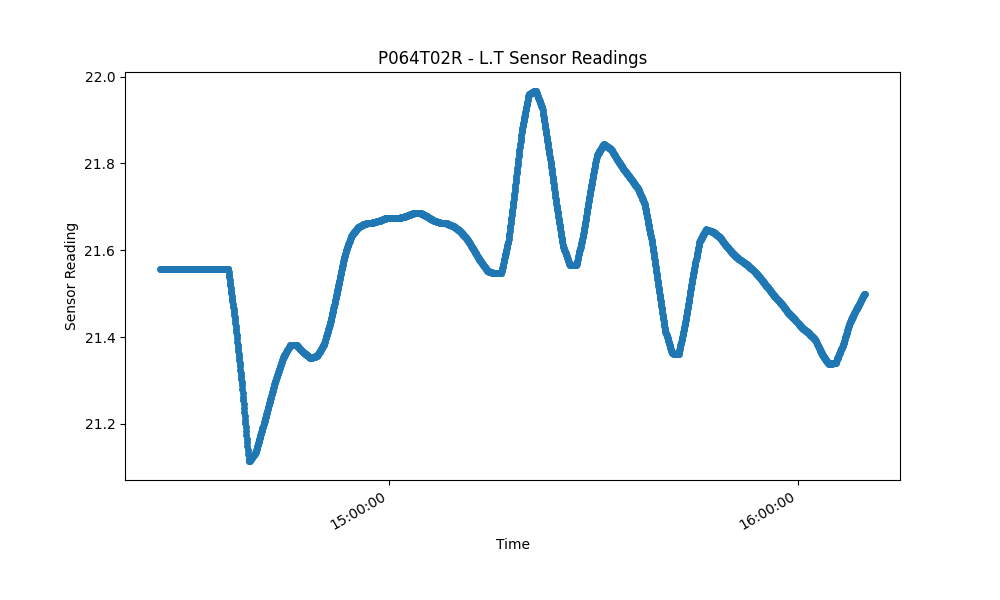 P064T02R - L.T Sensor Readings
22.0
21.8
21.6
21.4
21.2
Sensor Reading
15:00:00
16:00:00
Time